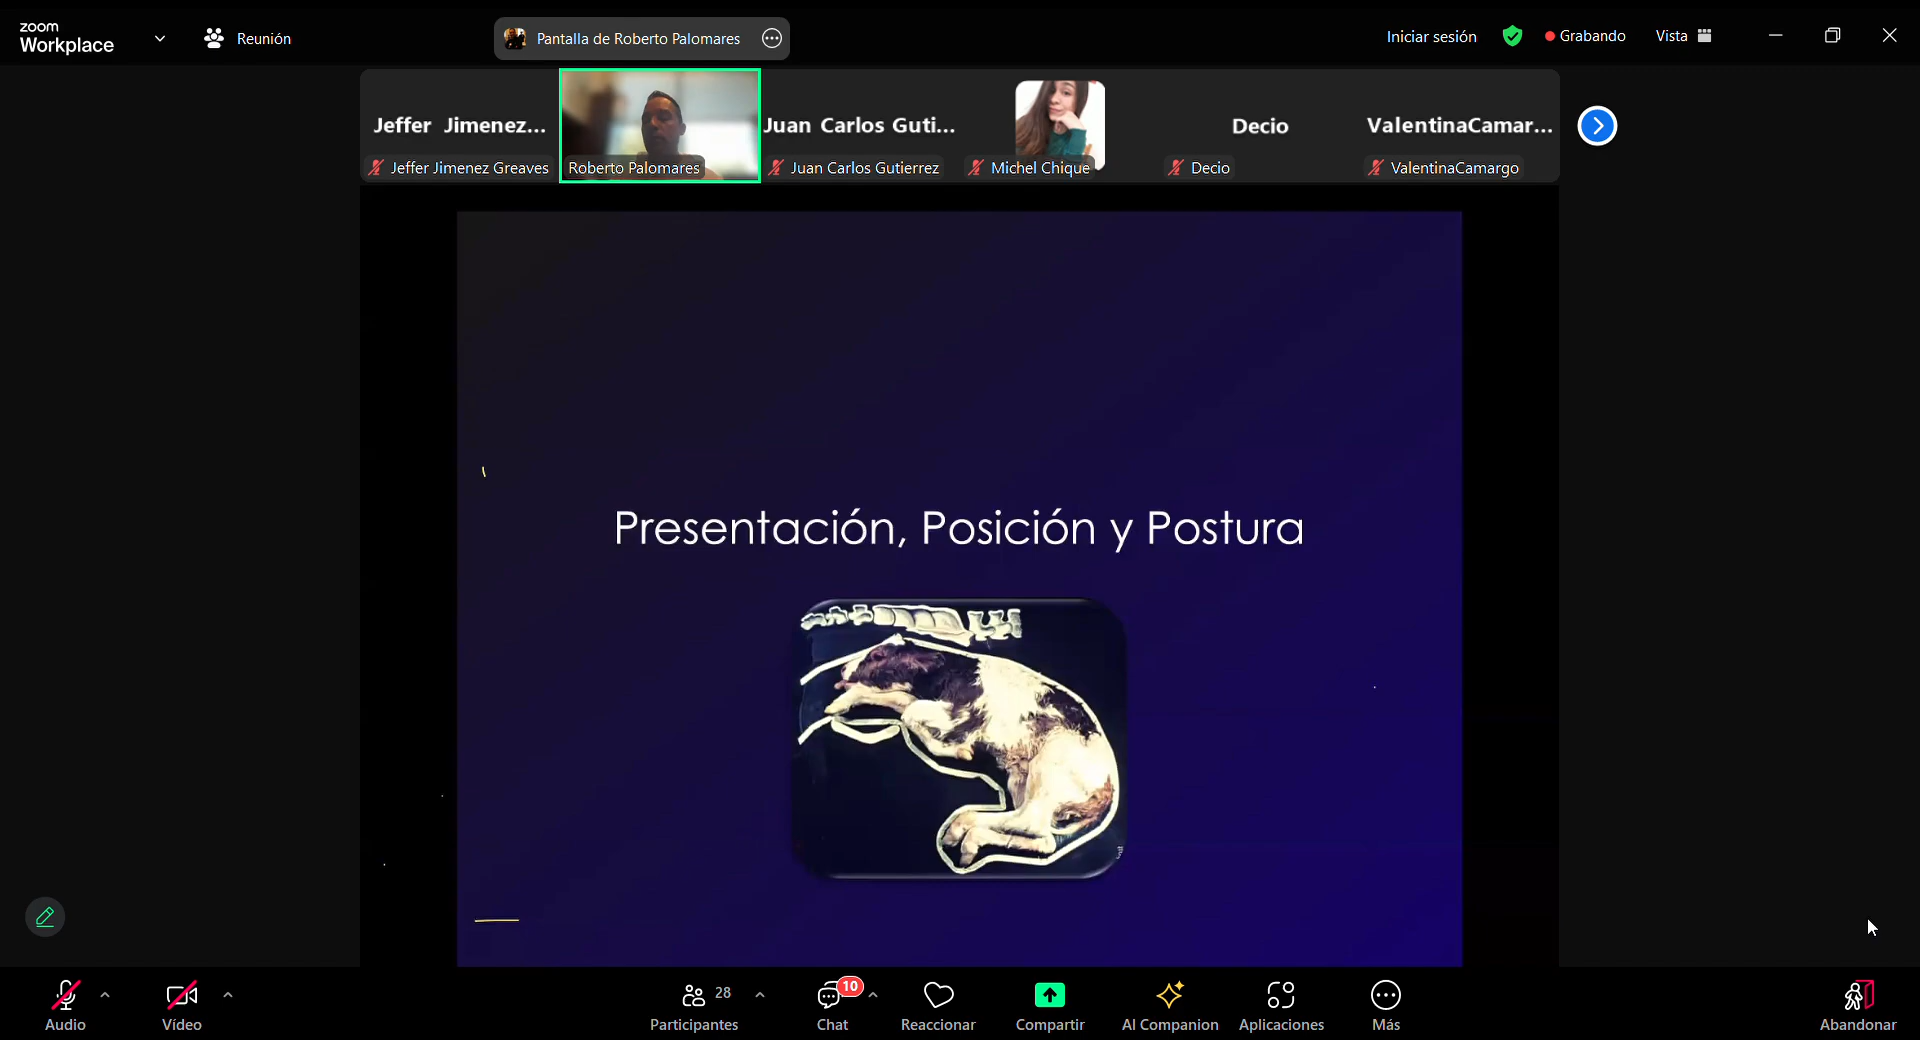 zoom
Workplace
Reunión
Pantalla de Roberto Palomares
Iniciar sesión
Grabando
Vista
Jeffer Jimenez...
Juan Carlos Guti...
Decio
ValentinaCamar...
Jeffer Jimenez Greaves
Roberto Palomares
Juan Carlos Gutierrez
Michel Chique
Decio
ValentinaCamargo
Presentación, Posición y Postura
Audio
Vídeo
28
Participantes
10
Chat
Reaccionar
Compartir
AI Companion
Aplicaciones
Más
Abandonar